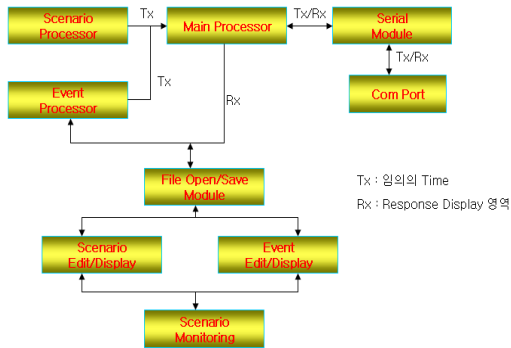 Scenario
Processor
Tx
Main Processor
Tx/Rx
Serial
Module
Tx/Rx
Tx
Event
Processor
Rx
Com Port
File Open/Save
Module
Tx : 임의의 Time
Rx : Response Display 영역
Scenario
Edit/Display
Event
Edit/Display
Scenario
Monitoring